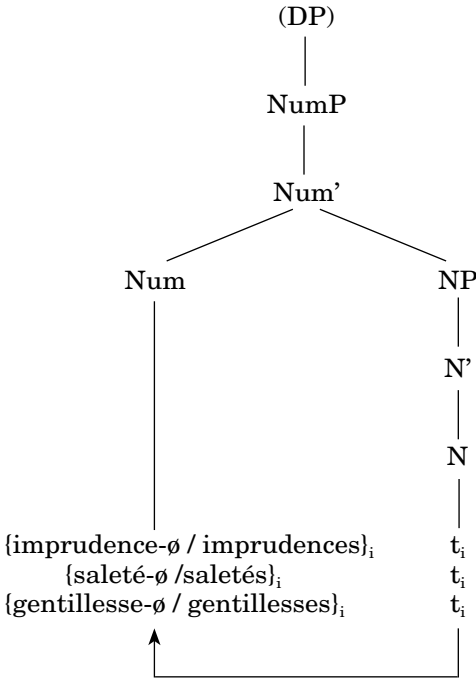 (DP)
NumP
Num’
Num NP
N’
N
{imprudence-ø / imprudences}i ti
{saleté-ø /saletés}i ti
{gentillesse-ø / gentillesses}i ti